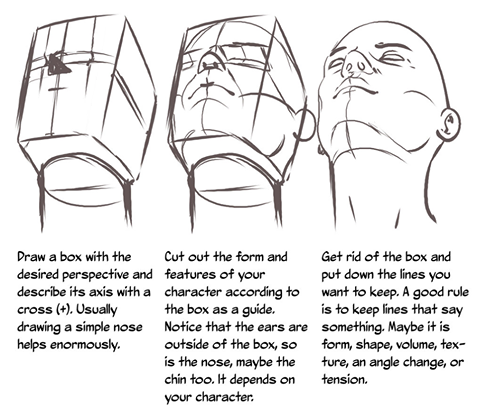 Draw a box with the
desired perspective and
describe its axis with a
cross (+). Usually
drawing a simple nose
helps enormously.
Cut out the form and
features of your
character according to
the box as a guide.
Notice that the ears are
outside of the box, so
is the nose, maybe the
chin too. It depends on
your character.
Get rid of the box and
put down the lines you
want to keep. A good rule
is to keep lines that say
something. Maybe it is
form, shape, volume, tex-
ture, an angle change, or
tension.